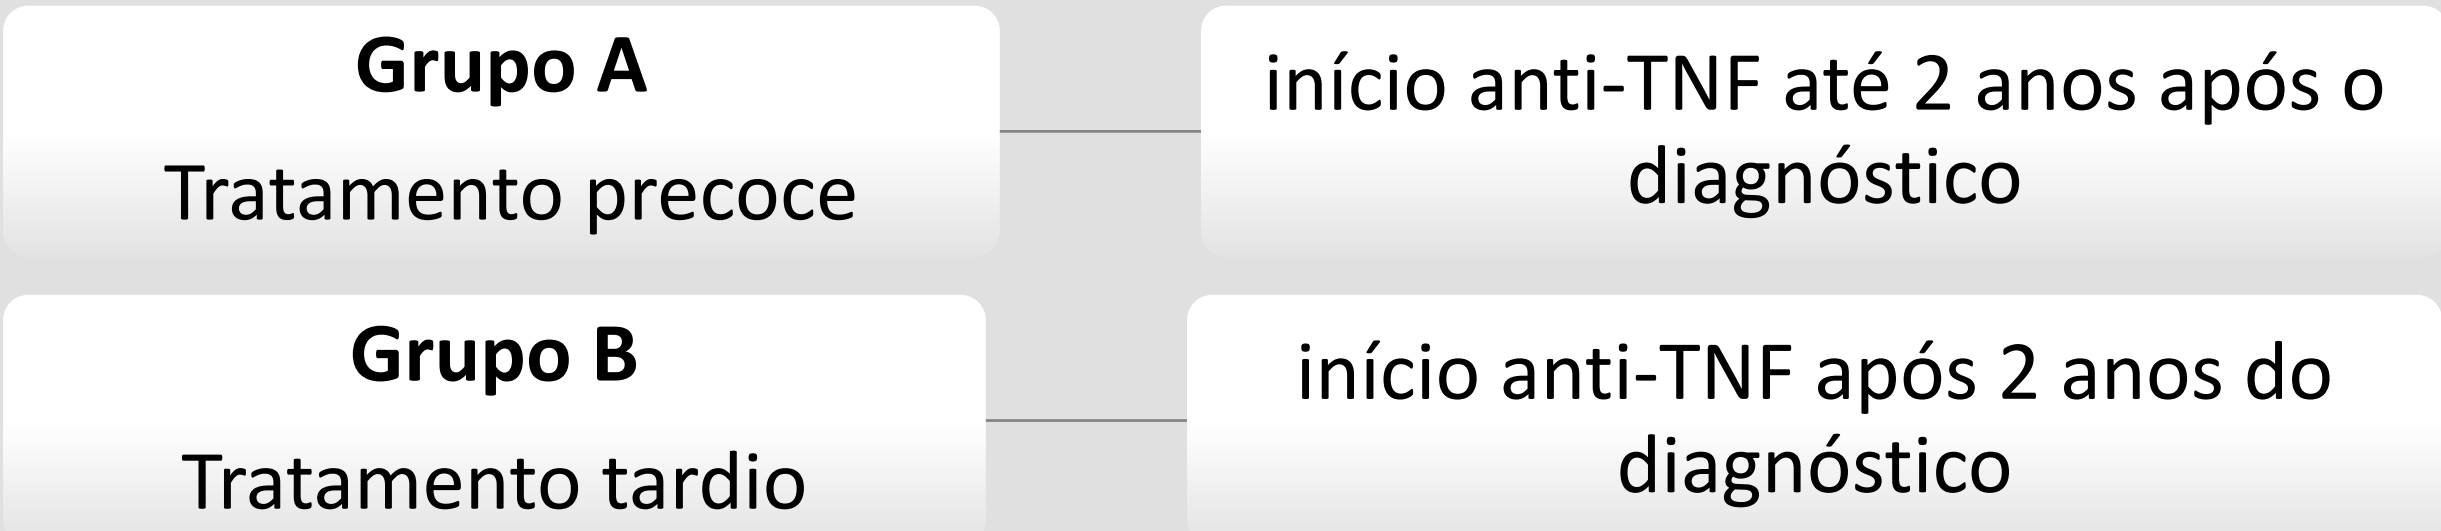 Grupo A
Tratamento precoce
início anti-TNF até 2 anos após o
diagnóstico
Grupo B
Tratamento tardio
início anti-TNF após 2 anos do
diagnóstico